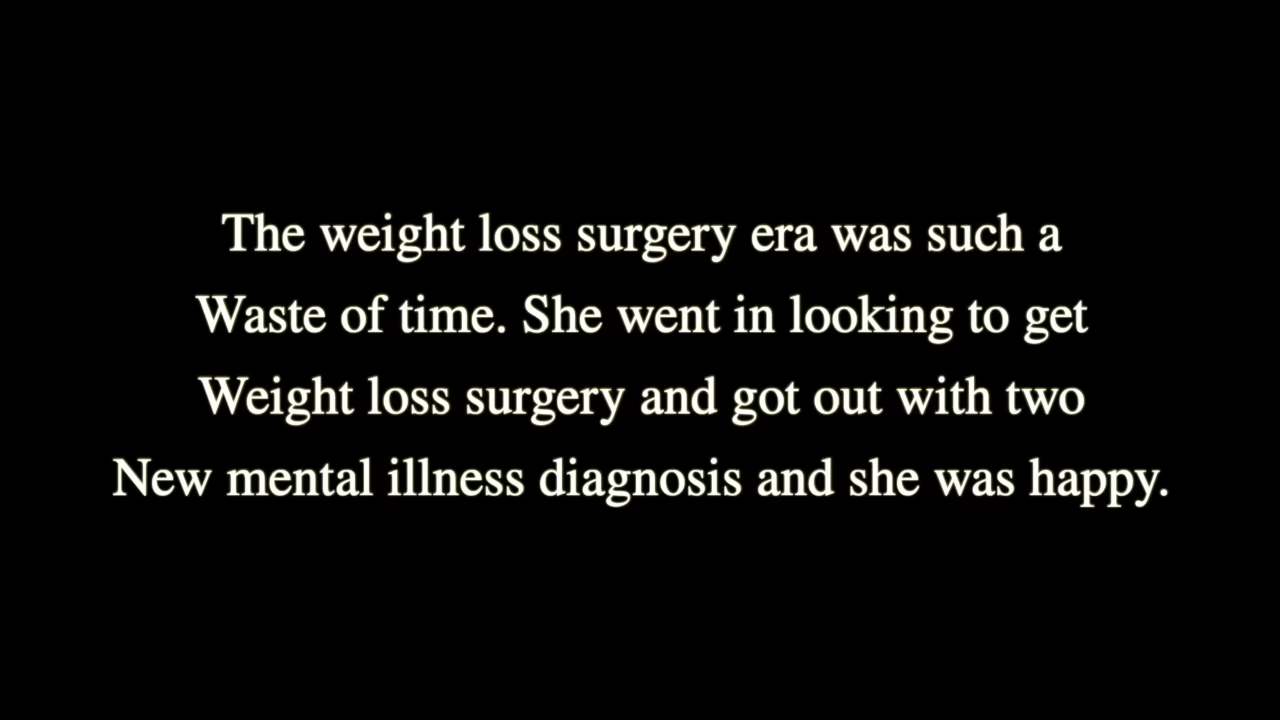 The weight loss surgery era was such a
Waste of time. She went in looking to get
Weight loss surgery and got out with two
New mental illness diagnosis and she was happy.